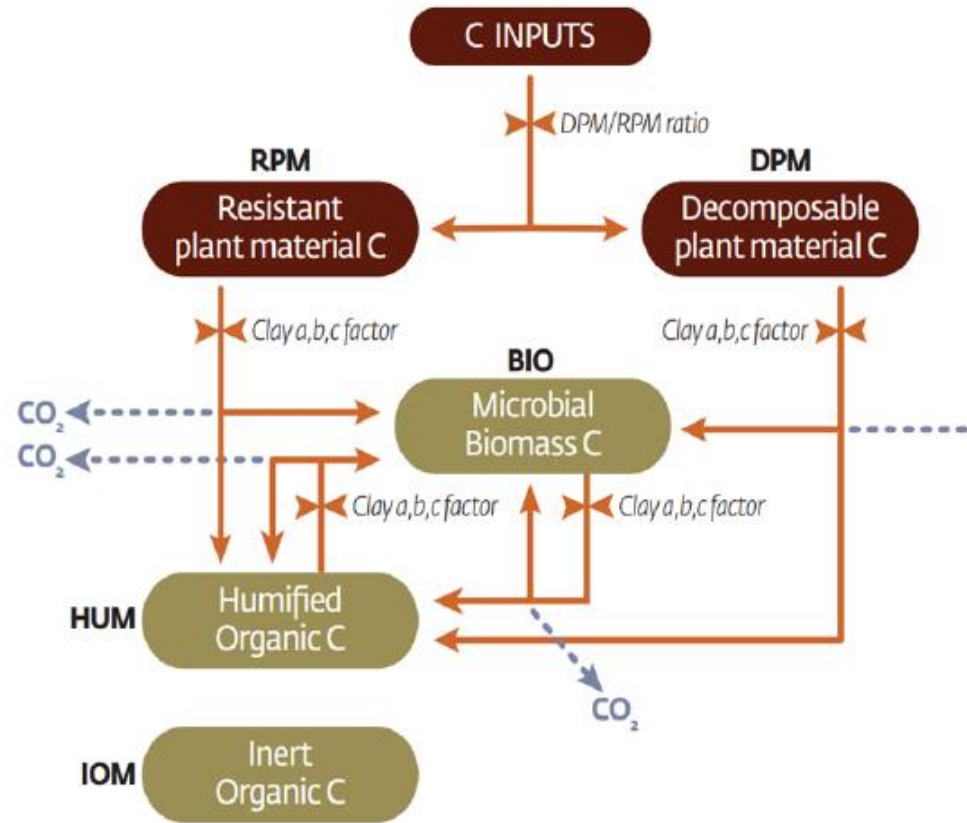 C INPUTS
DPM/RPM ratio
RPM
DPM
Resistant
plant material C
Decomposable
plant material C
Clay a,b,c factor
Clay a,b,c factor
BIO
Microbial
Biomass C
CO₂
CO₂
Clay a,b,c factor
Clay a,b,c factor
HUM
Humified
Organic C
CO₂
IOM
Inert
Organic C